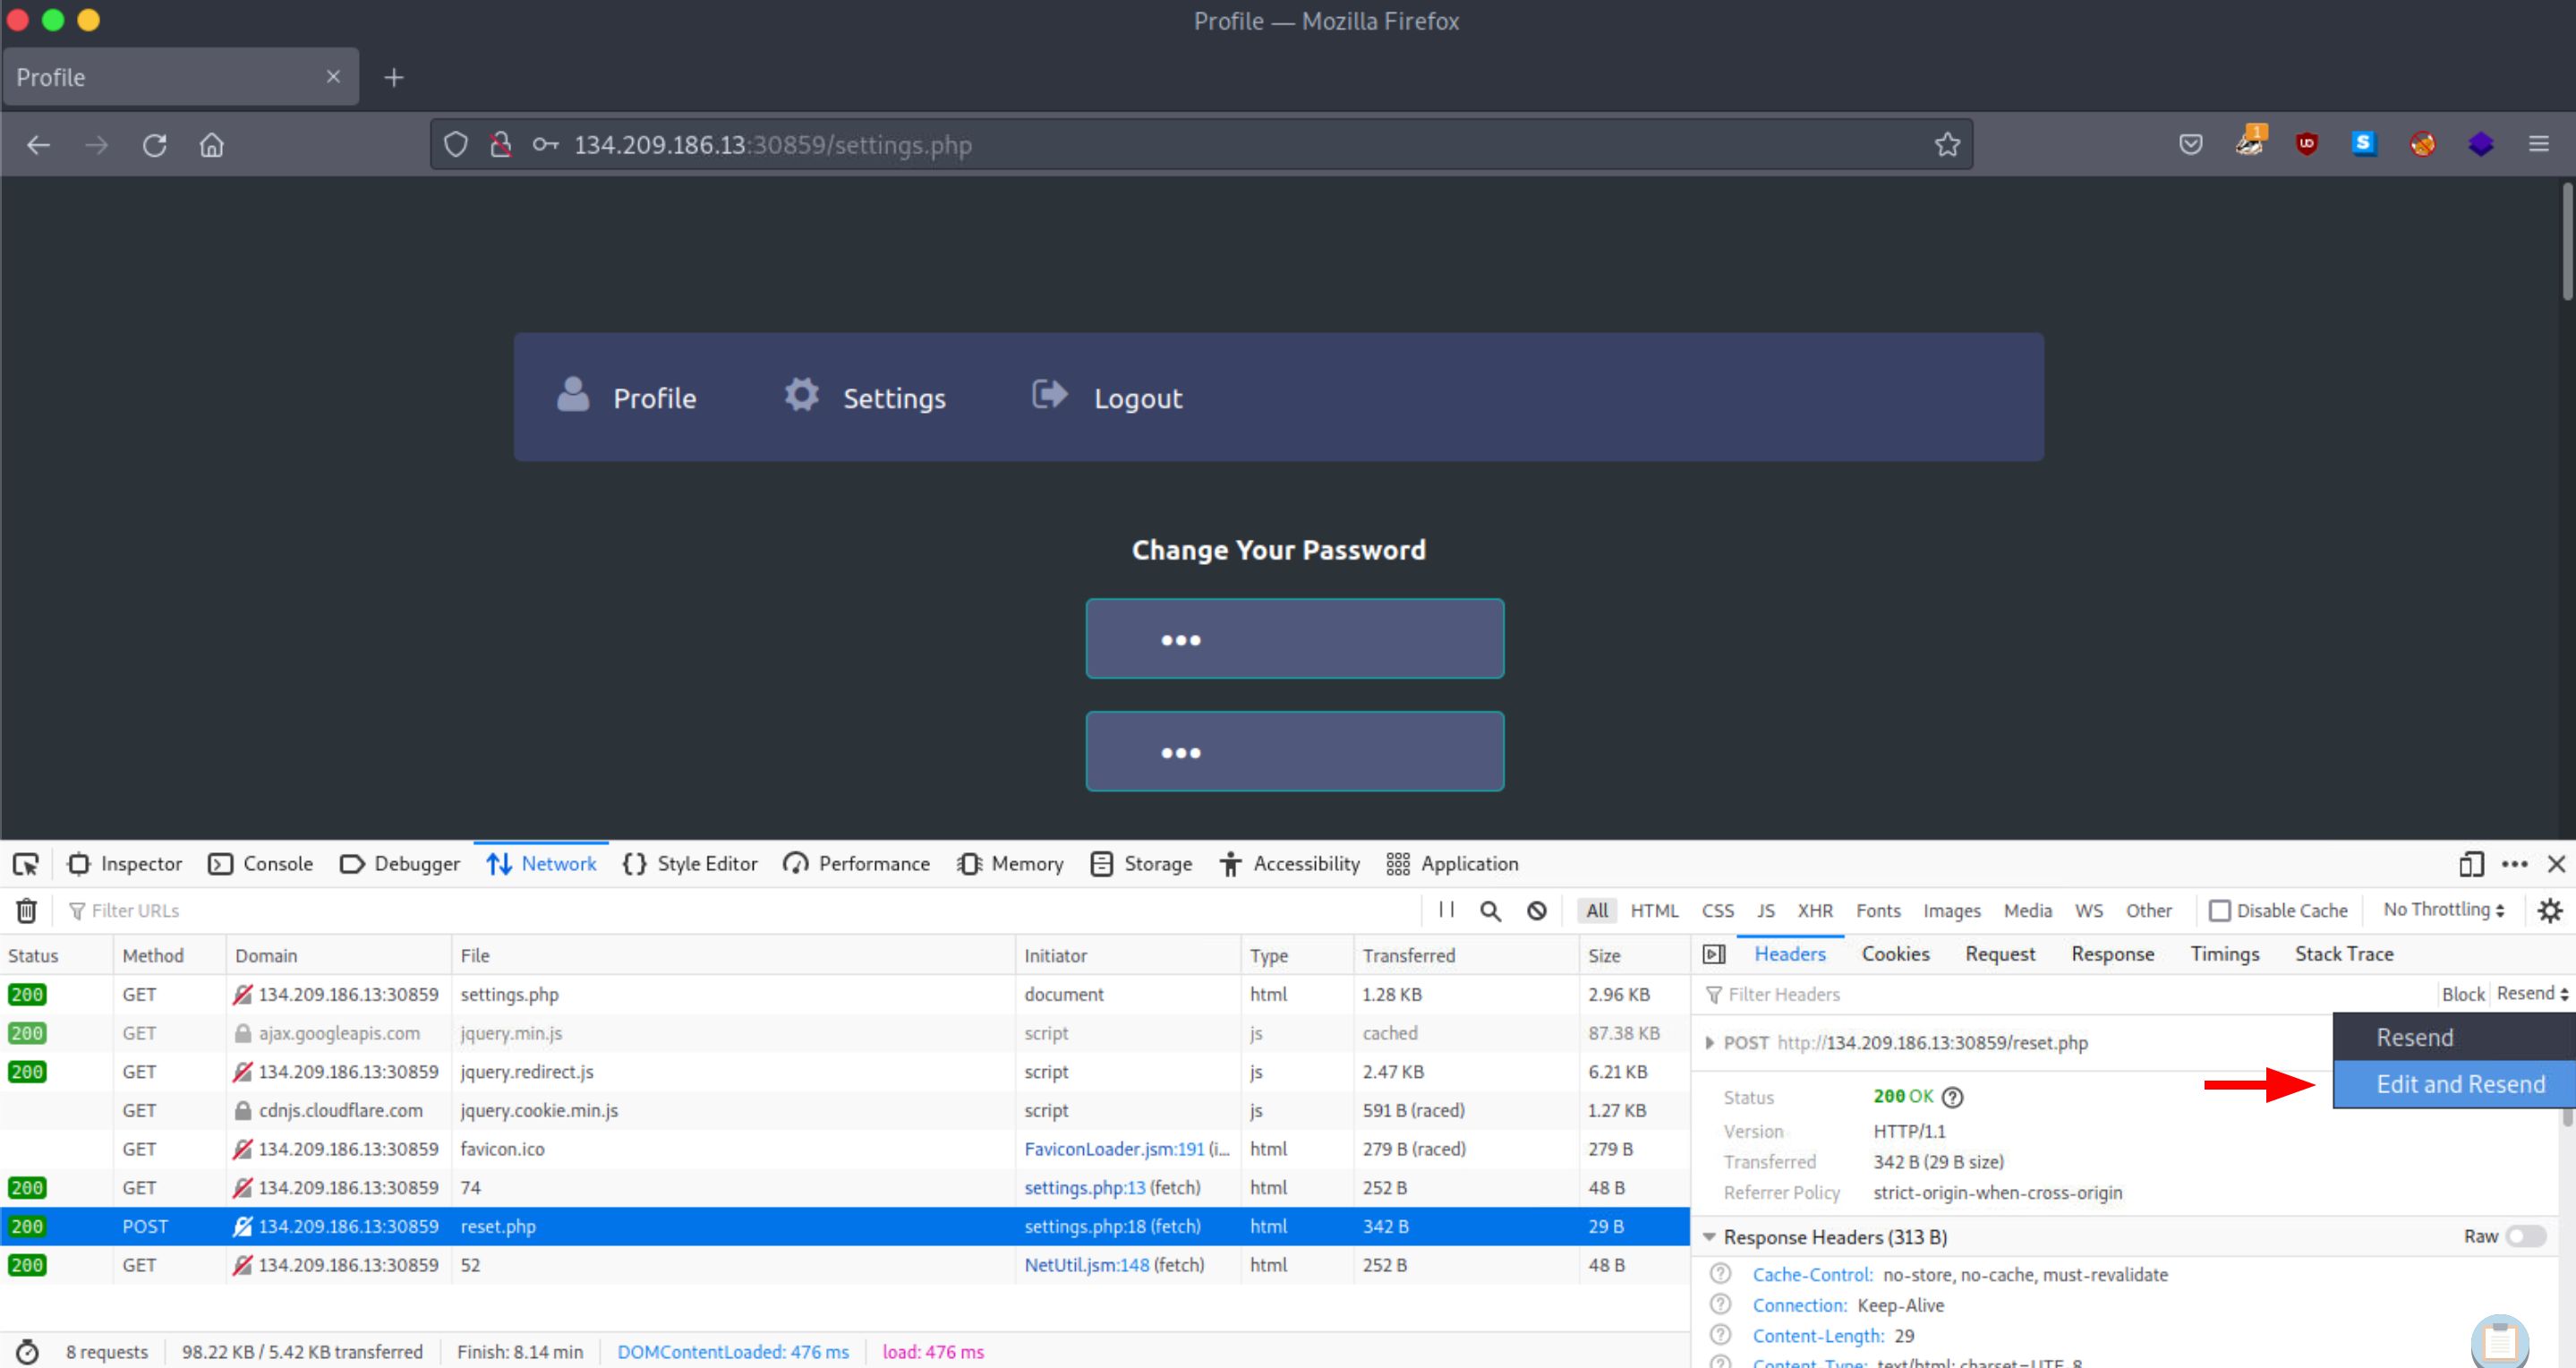 Profile — Mozilla Firefox
Profile
134.209.186.13:30859/settings.php
1
UD
S
Profile Settings Logout
Change Your Password
•••
•••
Inspector Console Debugger Network Style Editor Performance Memory Storage Accessibility Application
Filter URLs All HTML CSS JS XHR Fonts Images Media WS Other Disable Cache No Throttling
Status Method Domain File Initiator Type Transferred Size
200 GET 134.209.186.13:30859 settings.php document html 1.28 KB 2.96 KB
200 GET ajax.googleapis.com jquery.min.js script js cached 87.38 KB
200 GET 134.209.186.13:30859 jquery.redirect.js script js 2.47 KB 6.21 KB
GET cdnjs.cloudflare.com jquery.cookie.min.js script js 591 B (raced) 1.27 KB
GET 134.209.186.13:30859 favicon.ico FaviconLoader.jsm:191 (i... html 279 B (raced) 279 B
200 GET 134.209.186.13:30859 74 settings.php:13 (fetch) html 252 B 48 B
200 POST 134.209.186.13:30859 reset.php settings.php:18 (fetch) html 342 B 29 B
200 GET 134.209.186.13:30859 52 NetUtil.jsm:148 (fetch) html 252 B 48 B
8 requests 98.22 KB / 5.42 KB transferred Finish: 8.14 min DOMContentLoaded: 476 ms load: 476 ms
Headers Cookies Request Response Timings Stack Trace
Filter Headers Block Resend
Resend
Edit and Resend
POST http://134.209.186.13:30859/reset.php
Status 200 OK
Version HTTP/1.1
Transferred 342 B (29 B size)
Referrer Policy strict-origin-when-cross-origin
Response Headers (313 B) Raw
Cache-Control: no-store, no-cache, must-revalidate
Connection: Keep-Alive
Content-Length: 29
Content-Type: text/html; charset=UTF-8